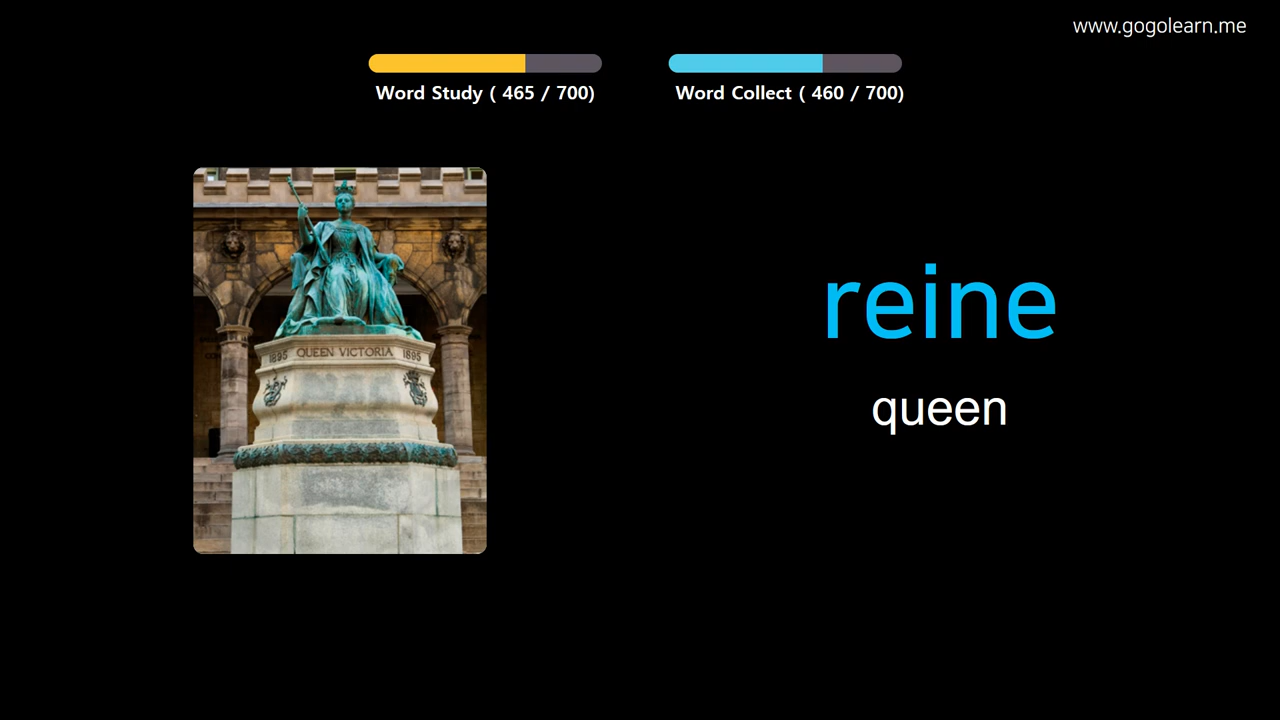 www.gogolearn.me
Word Study ( 465 / 700)
Word Collect ( 460 / 700)
1895 QUEEN VICTORIA 1895
reine
queen